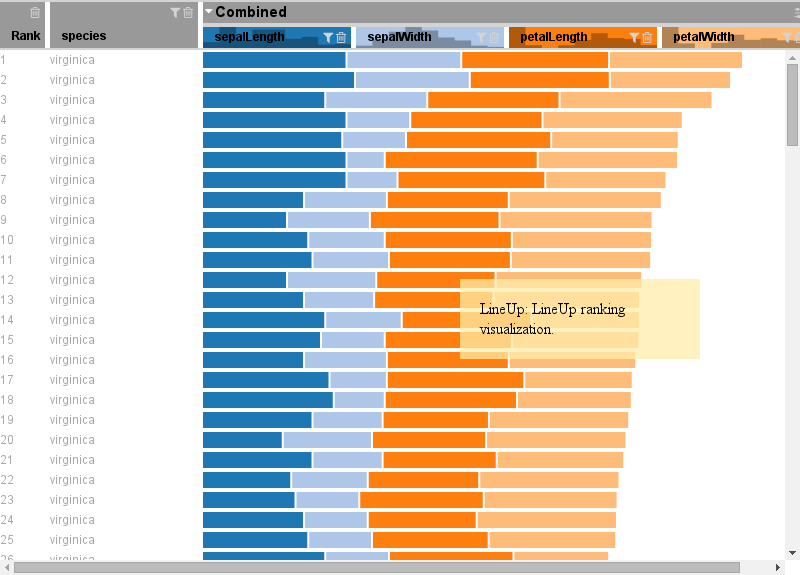 Combined
Rank species sepalLength sepalWidth petalLength petalWidth
1 virginica
2 virginica
3 virginica
4 virginica
5 virginica
6 virginica
7 virginica
8 virginica
9 virginica
10 virginica
11 virginica
12 virginica
13 virginica
14 virginica
15 virginica
16 virginica
17 virginica
18 virginica
19 virginica
20 virginica
21 virginica
22 virginica
23 virginica
24 virginica
25 virginica
26 virginica
LineUp: LineUp ranking
visualization.